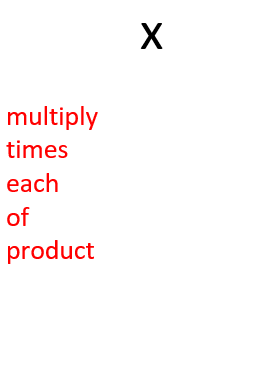 x
multiply
times
each
of
product